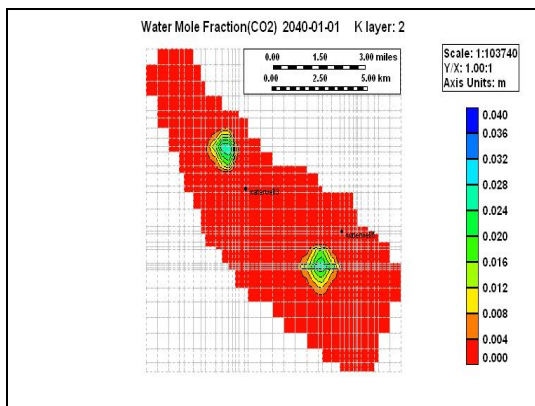 Water Mole Fraction(CO2) 2040-01-01 K layer: 2
0.00 1.50 3.00 miles
0.00 2.50 5.00 km
Scale: 1:103740
Y/X: 1.00:1
Axis Units: m
0.040
0.036
0.032
0.028
0.024
0.020
0.016
0.012
0.008
0.004
0.000